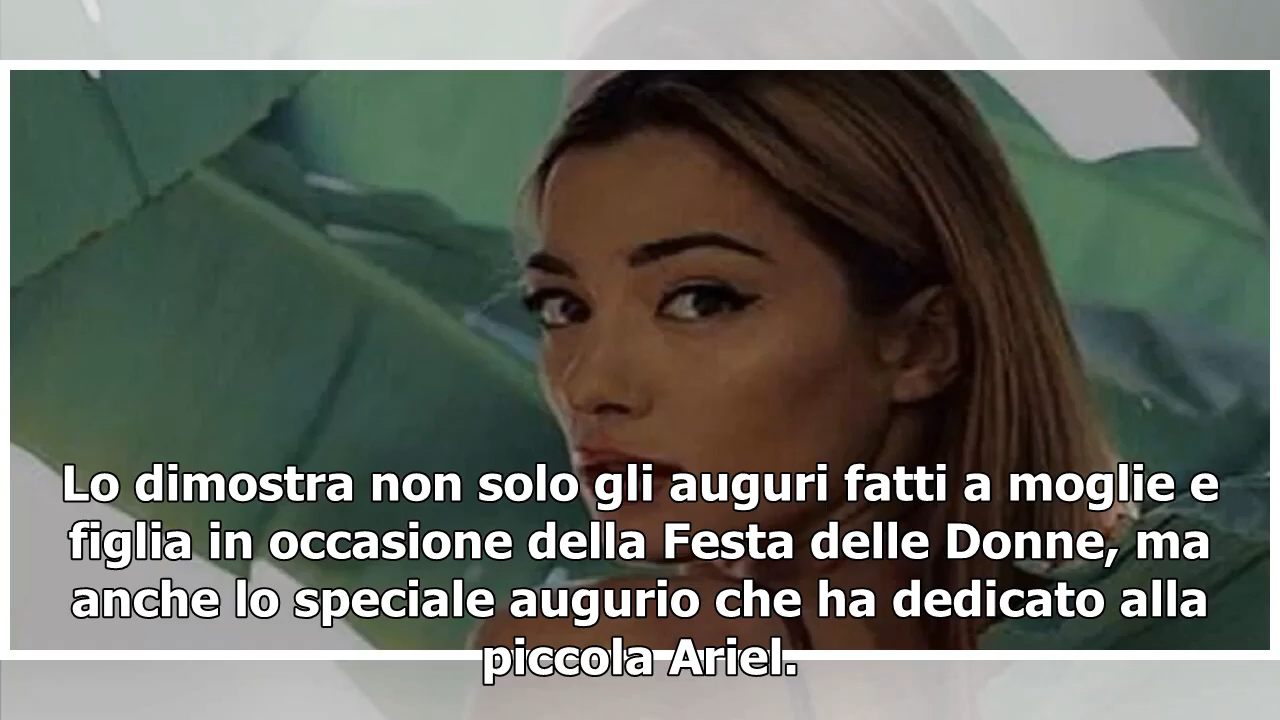 Lo dimostra non solo gli auguri fatti a moglie e
figlia in occasione della Festa delle Donne, ma
anche lo speciale augurio che ha dedicato alla
piccola Ariel.